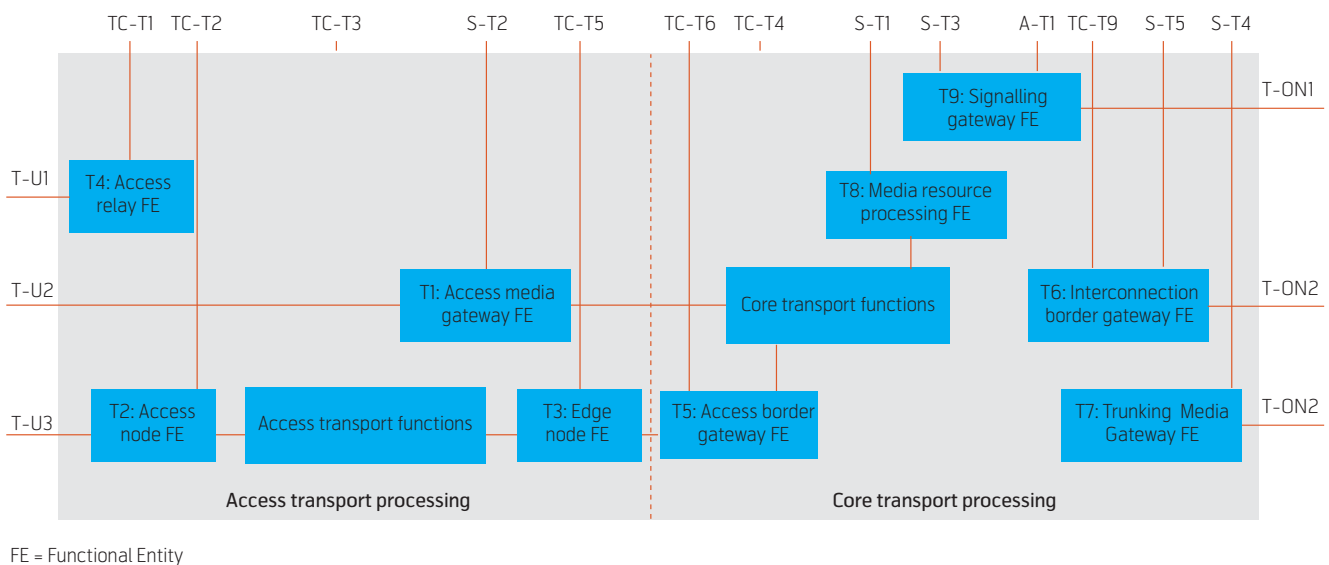 TC-T1 TC-T2 TC-T3 S-T2 TC-T5 TC-T6 TC-T4 S-T1 S-T3 A-T1 TC-T9 S-T5 S-T4
T9: Signalling
gateway FE
T-ON1
T-U1
T4: Access
relay FE
T8: Media resource
processing FE
T-U2
T1: Access media
gateway FE
Core transport functions
T6: Interconnection
border gateway FE
T-ON2
T-U3
T2: Access
node FE
Access transport functions
T3: Edge
node FE
T5: Access border
gateway FE
T7: Trunking Media
Gateway FE
T-ON2
Access transport processing
Core transport processing
FE = Functional Entity